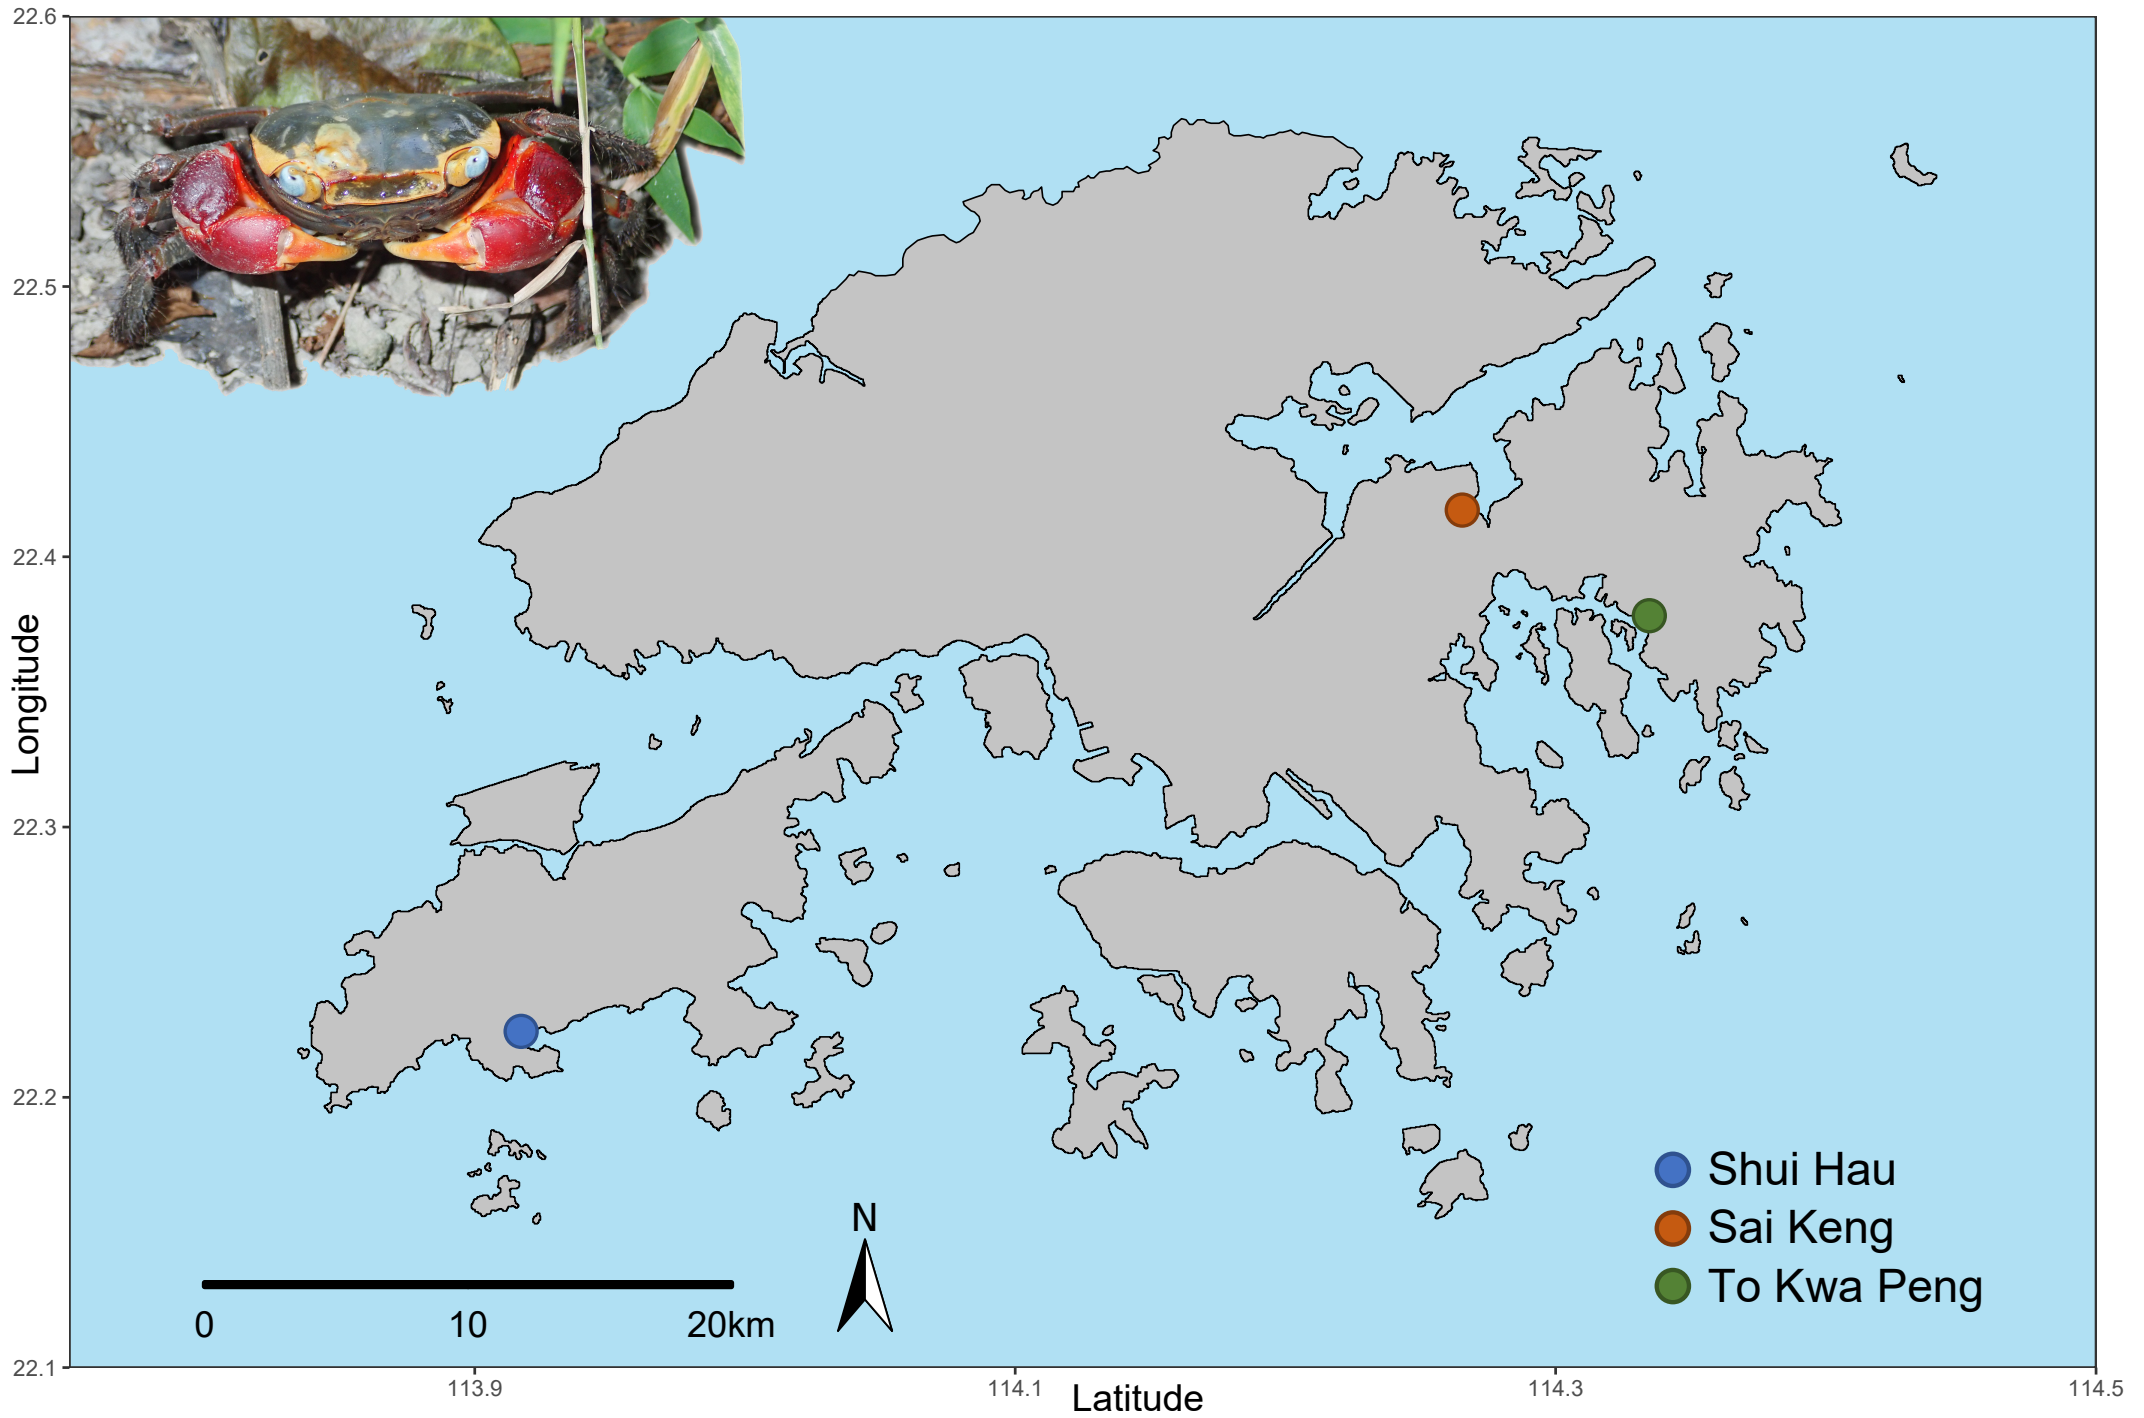 22.6
22.5
22.4
22.3
22.2
22.1
Longitude
113.9
114.1
114.3
114.5
Latitude
N
0 10 20km
Shui Hau
Sai Keng
To Kwa Peng